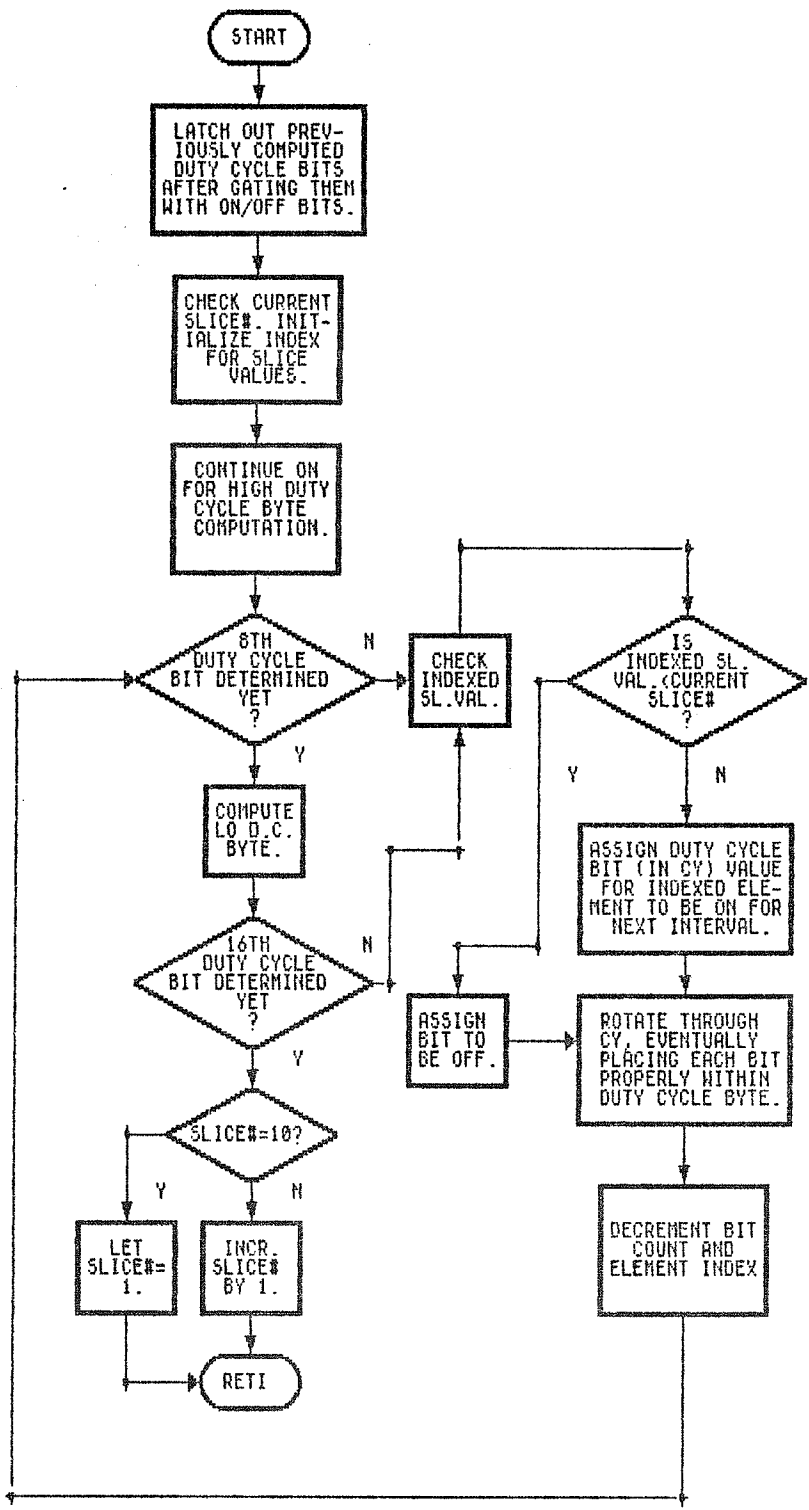 START
LATCH OUT PREV-
IOUSLY COMPUTED
DUTY CYCLE BITS
AFTER GATING THEM
WITH ON/OFF BITS.
CHECK CURRENT
SLICE#. INIT-
IALIZE INDEX
FOR SLICE
VALUES.
CONTINUE ON
FOR HIGH DUTY
CYCLE BYTE
COMPUTATION.
8TH
DUTY CYCLE
BIT DETERMINED
YET
?
N
Y
CHECK
INDEXED
SL.VAL.
IS
INDEXED SL.
VAL.<CURRENT
SLICE#
?
Y
N
COMPUTE
LO D.C.
BYTE.
ASSIGN DUTY CYCLE
BIT (IN CY) VALUE
FOR INDEXED ELE-
MENT TO BE ON FOR
NEXT INTERVAL.
16TH
DUTY CYCLE
BIT DETERMINED
YET
?
N
Y
ASSIGN
BIT TO
BE OFF.
ROTATE THROUGH
CY, EVENTUALLY
PLACING EACH BIT
PROPERLY WITHIN
DUTY CYCLE BYTE.
SLICE#=10?
Y
N
LET
SLICE#=
1.
INCR.
SLICE#
BY 1.
DECREMENT BIT
COUNT AND
ELEMENT INDEX
RETI